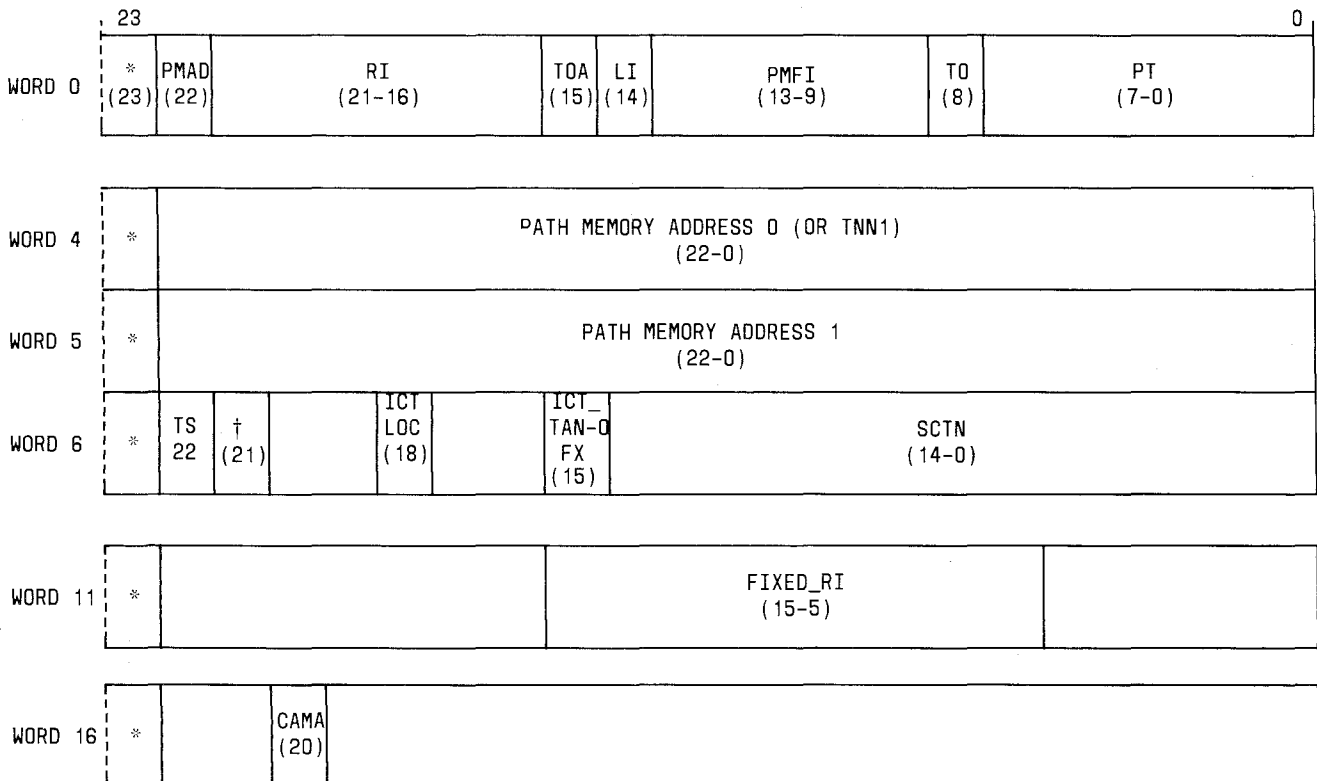 23 0
WORD 0 * PMAD RI TOA LI PMFI TO PT
(23) (22) (21-16) (15) (14) (13-9) (8) (7-0)
WORD 4 * PATH MEMORY ADDRESS 0 (OR TNN1)
(22-0)
WORD 5 * PATH MEMORY ADDRESS 1
(22-0)
WORD 6 * TS 22 † (21) ICT LOC (18) ICT_ TAN-0 FX (15) SCTN (14-0)
WORD 11 * FIXED_RI
(15-5)
WORD 16 * CAMA
(20)